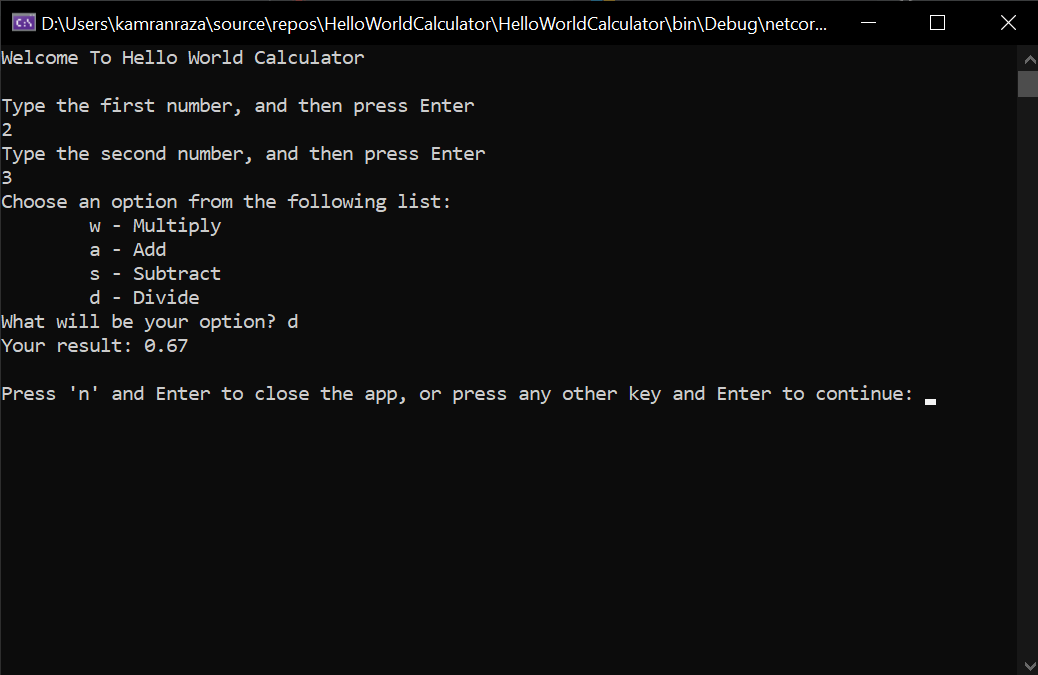 D:\Users\kamranraza\source\repos\HelloWorldCalculator\HelloWorldCalculator\bin\Debug\netcor...
Welcome To Hello World Calculator
Type the first number, and then press Enter
2
Type the second number, and then press Enter
3
Choose an option from the following list:
w - Multiply
a - Add
s - Subtract
d - Divide
What will be your option? d
Your result: 0.67
Press 'n' and Enter to close the app, or press any other key and Enter to continue: